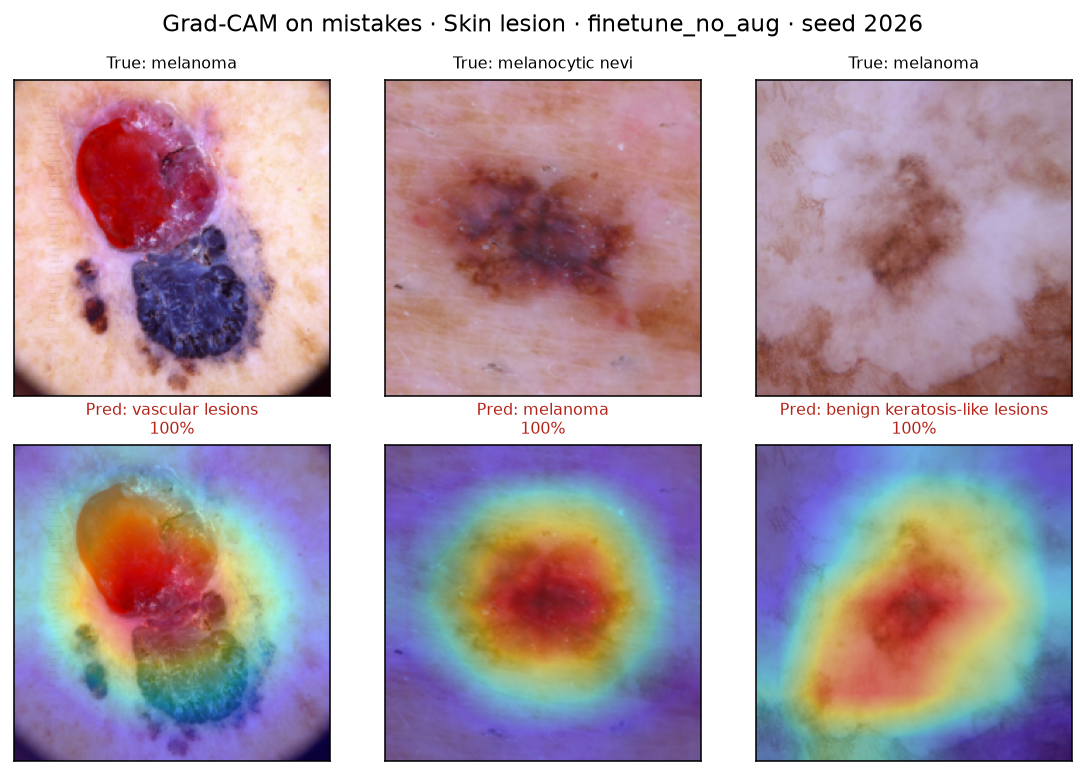 Grad-CAM on mistakes · Skin lesion · finetune_no_aug · seed 2026
True: melanoma
True: melanocytic nevi
True: melanoma
Pred: vascular lesions
100%
Pred: melanoma
100%
Pred: benign keratosis-like lesions
100%